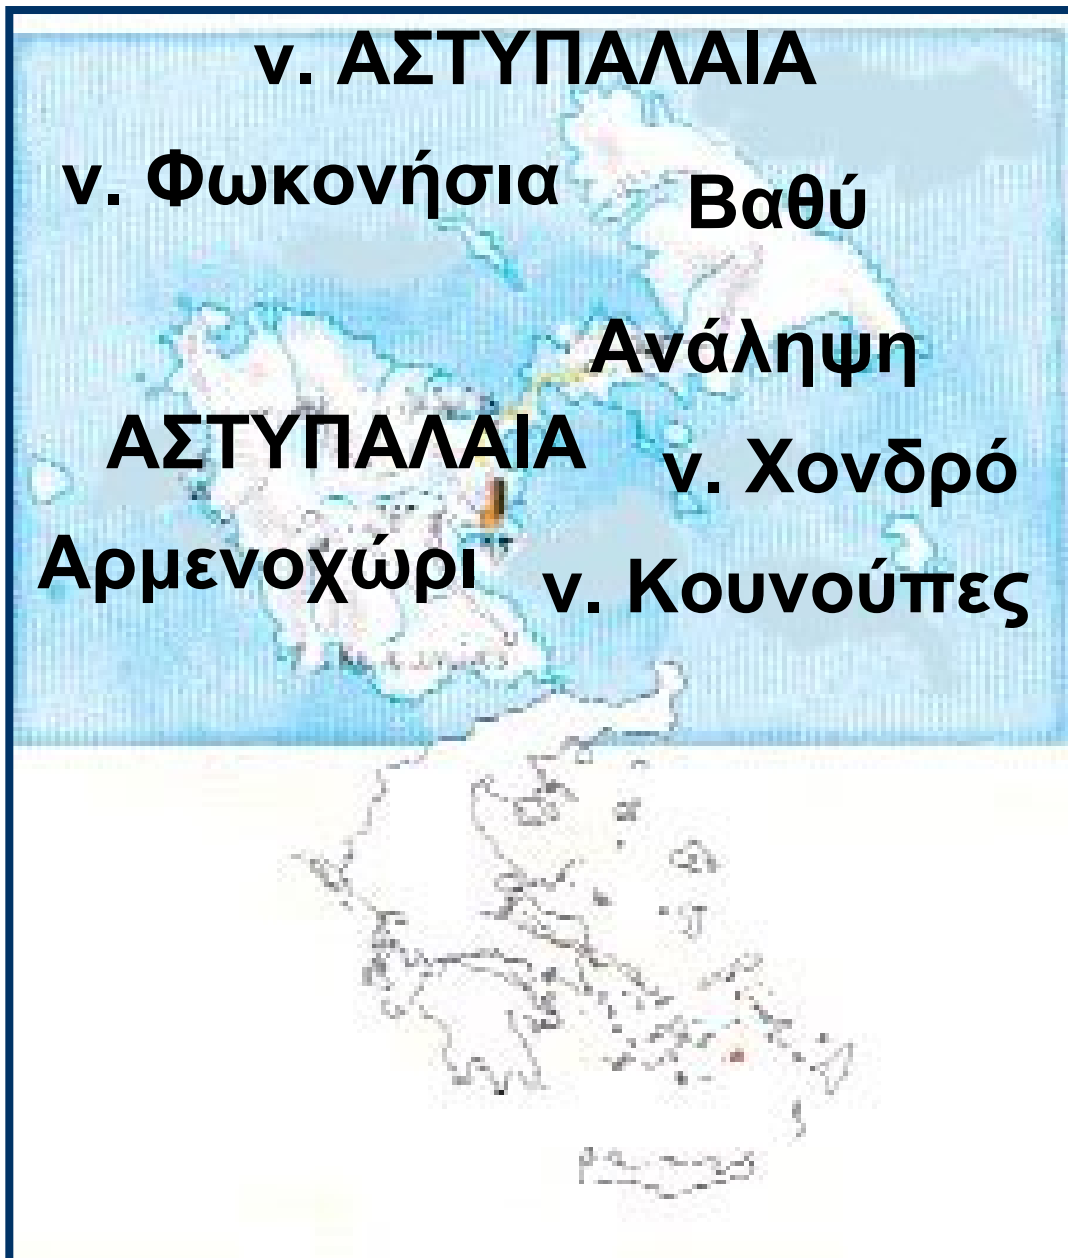 ν. ΑΣΤΥΠΑΛΑΙΑ
ν. Φωκονήσια
Βαθύ
Ανάληψη
ΑΣΤΥΠΑΛΑΙΑ
ν. Χονδρό
Αρμενοχώρι
ν. Κουνούπες